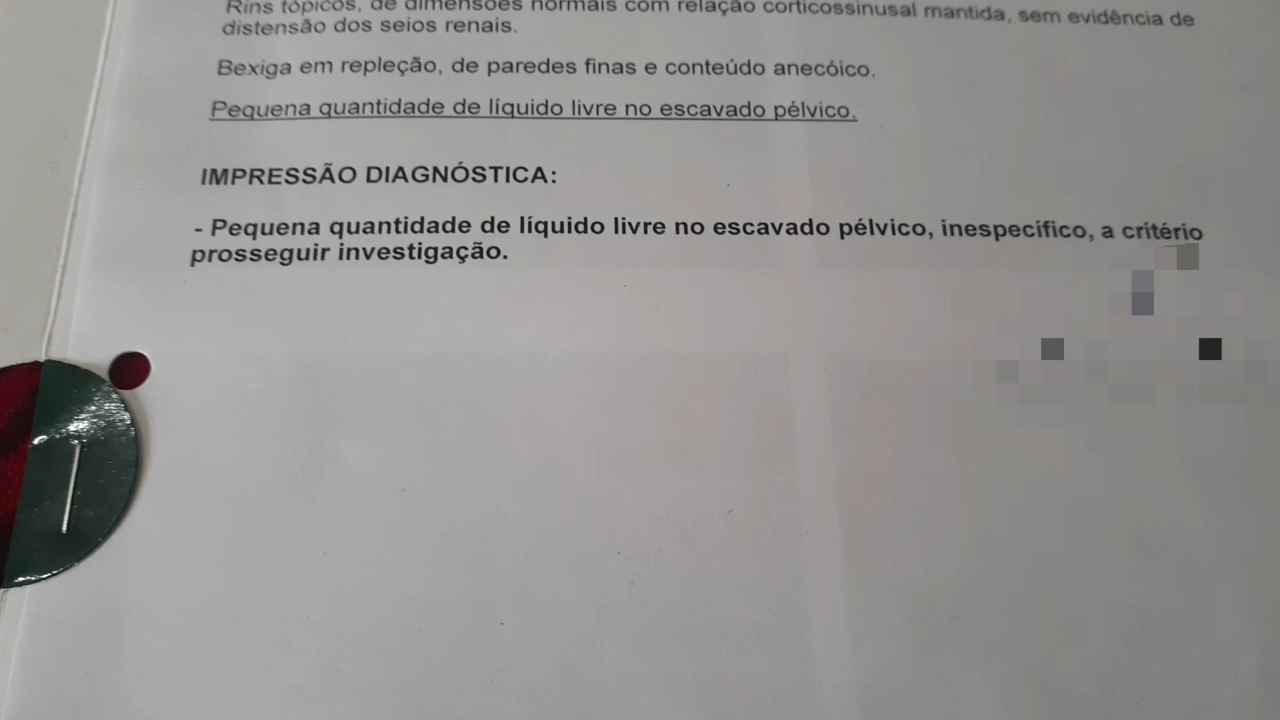 Rins tópicos, de dimensões normais com relação corticossinusal mantida, sem evidência de
distensão dos seios renais.
Bexiga em repleção, de paredes finas e conteúdo anecóico.
Pequena quantidade de líquido livre no escavado pélvico.
IMPRESSÃO DIAGNÓSTICA:
- Pequena quantidade de líquido livre no escavado pélvico, inespecífico, a critério
prosseguir investigação.